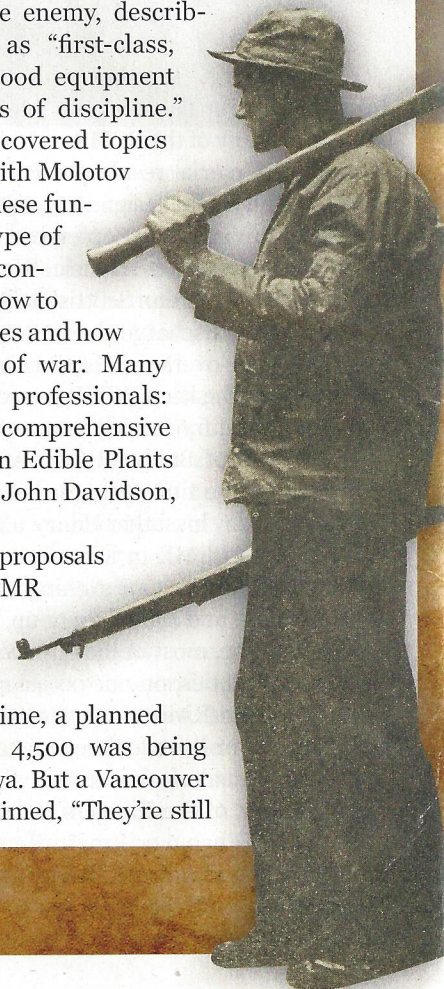 e enemy, describ-
as “first-class,
ood equipment
s of discipline.”
covered topics
ith Molotov
hese fun-
ype of
con-
ow to
es and how
of war. Many
professionals:
comprehensive
n Edible Plants
John Davidson,
proposals
MR
ime, a planned
4,500 was being
va. But a Vancouver
imed, “They’re still